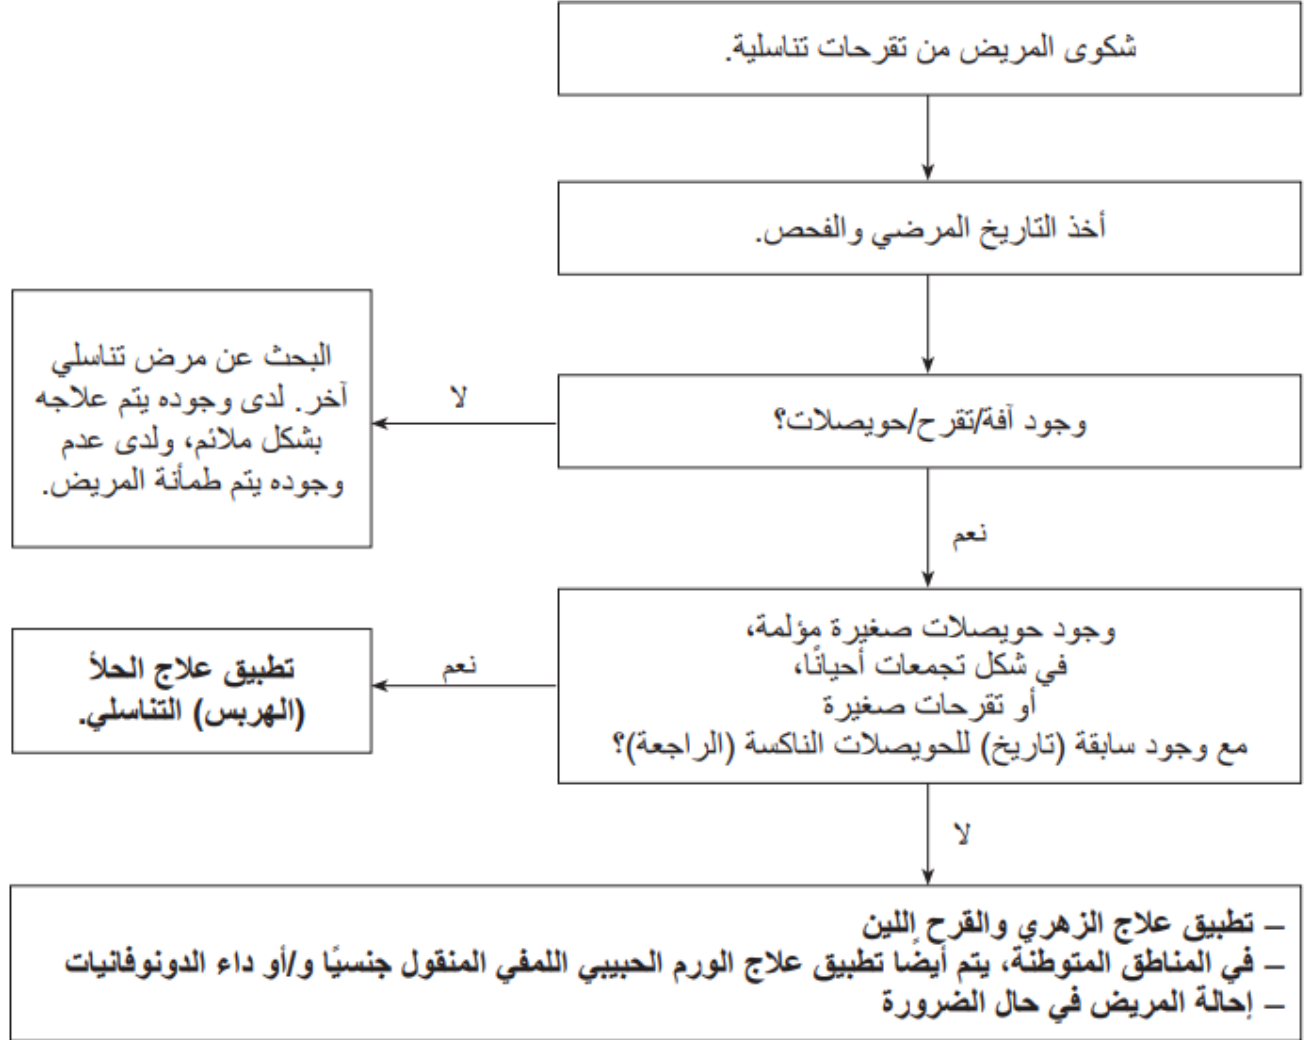 شكوى المريض من تقرحات تناسلية.
أخذ التاريخ المرضي والفحص.
وجود آفة/تقرح/حويصلات؟
لا
البحث عن مرض تناسلي
آخر. لدى وجوده يتم علاجه
بشكل ملائم، ولدى عدم
وجوده يتم طمأنة المريض.
نعم
وجود حويصلات صغيرة مؤلمة،
في شكل تجمعات أحيانًا،
أو تقرحات صغيرة
مع وجود سابقة (تاريخ) للحويصلات الناكسة (الراجعة)؟
نعم
تطبيق علاج الحلأ
(الهربس) التناسلي.
لا
– تطبيق علاج الزهري والقرح اللين
– في المناطق المتوطنة، يتم أيضًا تطبيق علاج الورم الحبيبي اللمفي المنقول جنسيًا و/أو داء الدونوفانيات
– إحالة المريض في حال الضرورة